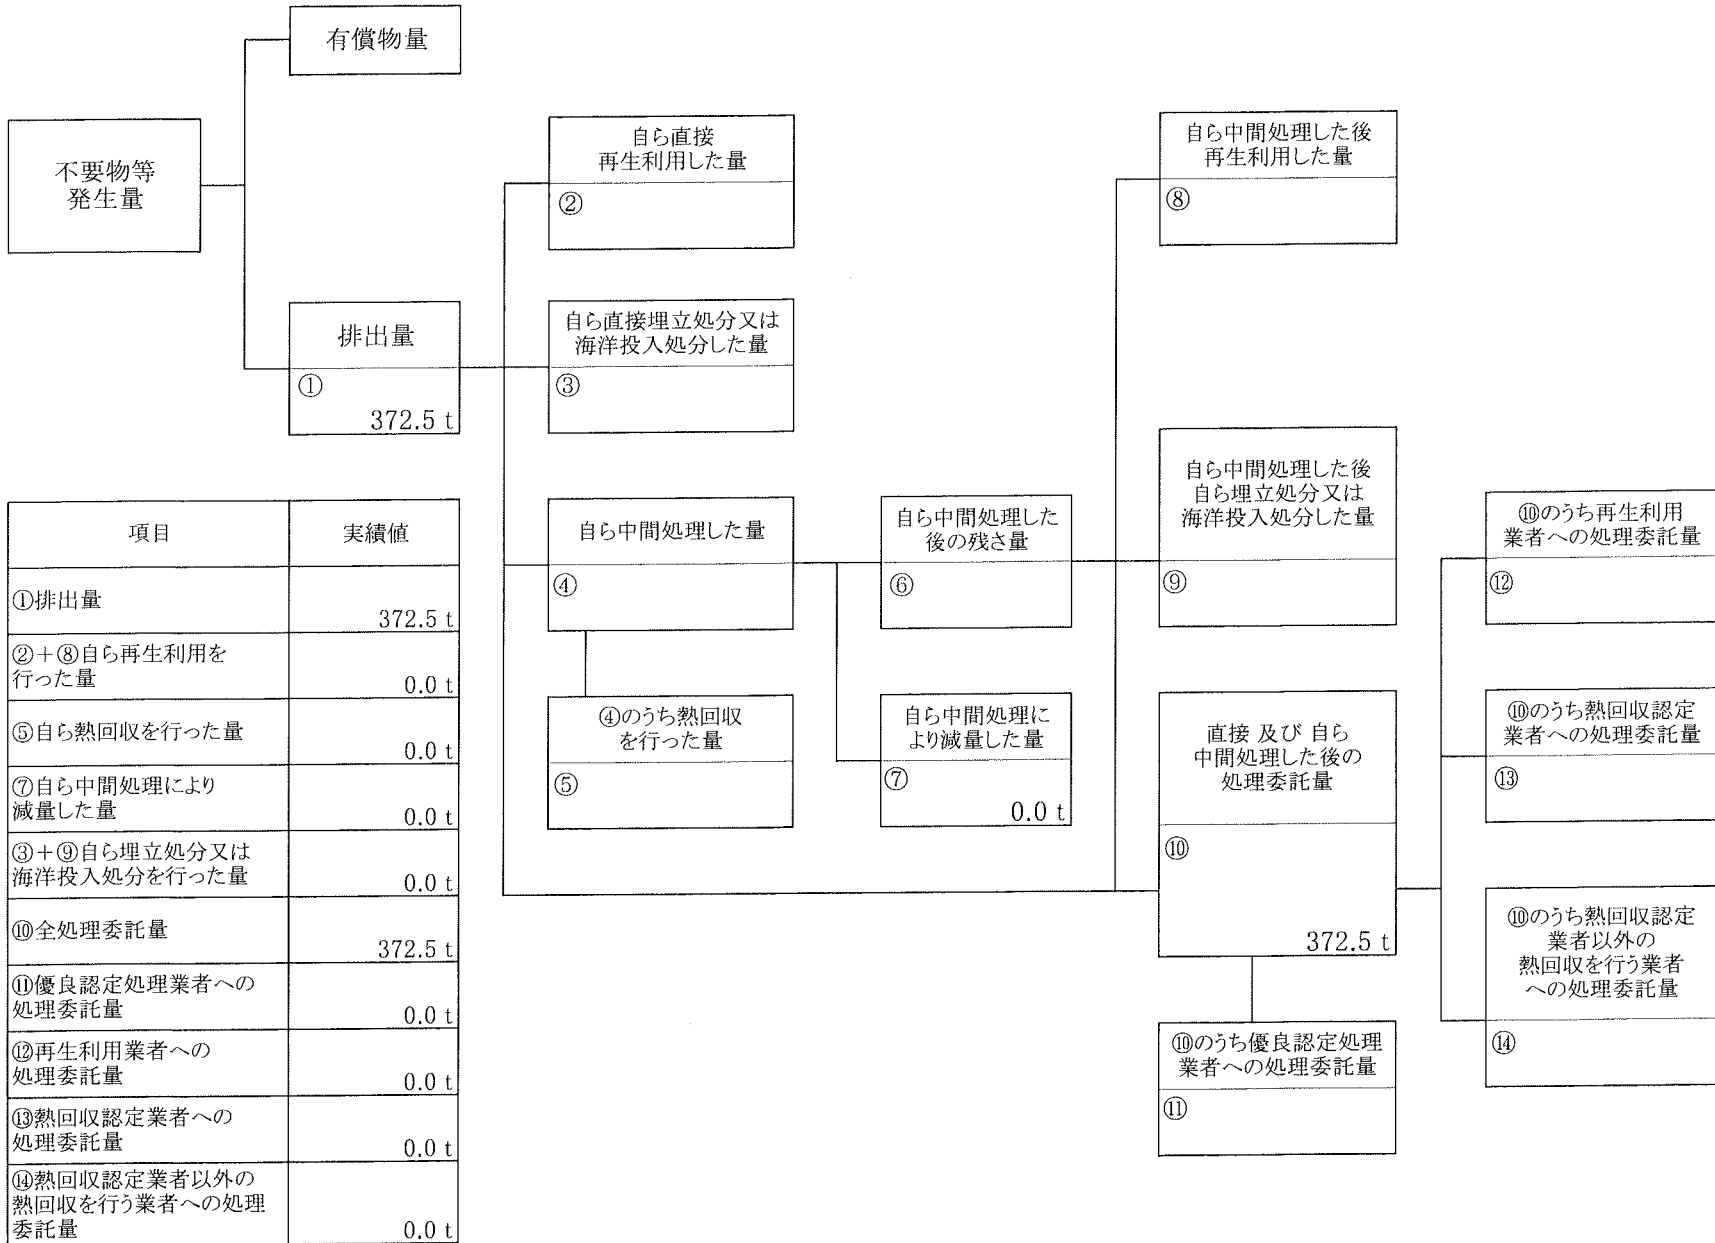 有償物量
不要物等
発生量
排出量
①
372.5 t
自ら直接
再生利用した量
②
自ら直接埋立処分又は
海洋投入処分した量
③
自ら中間処理した量
④
④のうち熱回収
を行った量
⑤
自ら中間処理した
後の残さ量
⑥
自ら中間処理に
より減量した量
⑦
0.0 t
自ら中間処理した後
再生利用した量
⑧
自ら中間処理した後
自ら埋立処分又は
海洋投入処分した量
⑨
直接 及び 自ら
中間処理した後の
処理委託量
⑩
372.5 t
⑩のうち優良認定処理
業者への処理委託量
⑪
⑩のうち再生利用
業者への処理委託量
⑫
⑩のうち熱回収認定
業者への処理委託量
⑬
⑩のうち熱回収認定
業者以外の
熱回収を行う業者
への処理委託量
⑭
項目 実績値
①排出量
372.5 t
②+⑧自ら再生利用を
行った量
0.0 t
⑤自ら熱回収を行った量
0.0 t
⑦自ら中間処理により
減量した量
0.0 t
③+⑨自ら埋立処分又は
海洋投入処分を行った量
0.0 t
⑩全処理委託量
372.5 t
⑪優良認定処理業者への
処理委託量
0.0 t
⑫再生利用業者への
処理委託量
0.0 t
⑬熱回収認定業者への
処理委託量
0.0 t
⑭熱回収認定業者以外の
熱回収を行う業者への処理
委託量
0.0 t